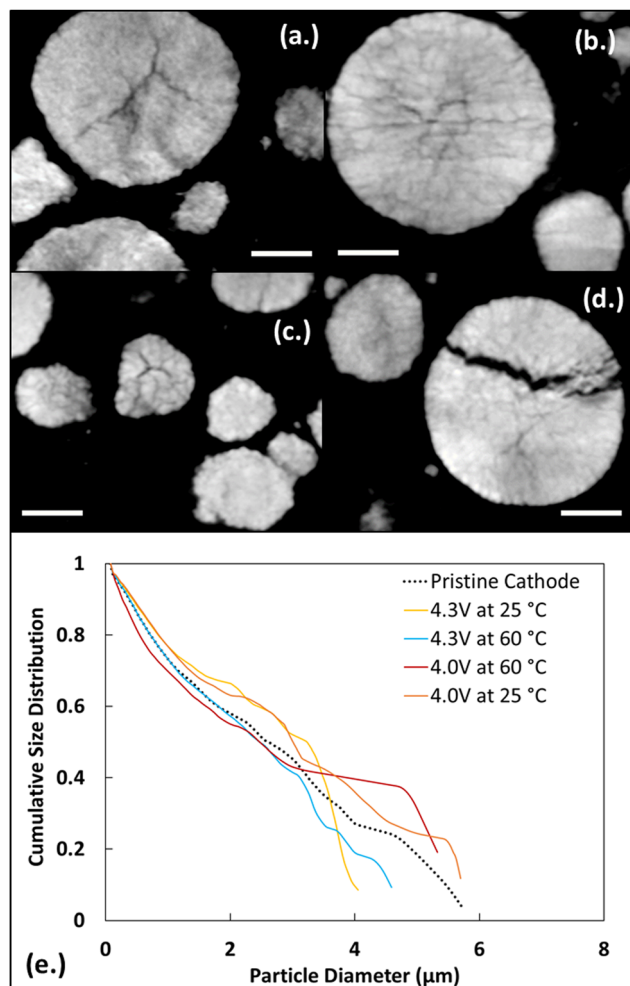 (a.)
(b.)
(c.)
(d.)
1
0.8
0.6
0.4
0.2
0
Cumulative Size Distribution
Pristine Cathode
4.3V at 25 °C
4.3V at 60 °C
4.0V at 60 °C
4.0V at 25 °C
0 2 4 6 8
Particle Diameter (μm)
(e.)